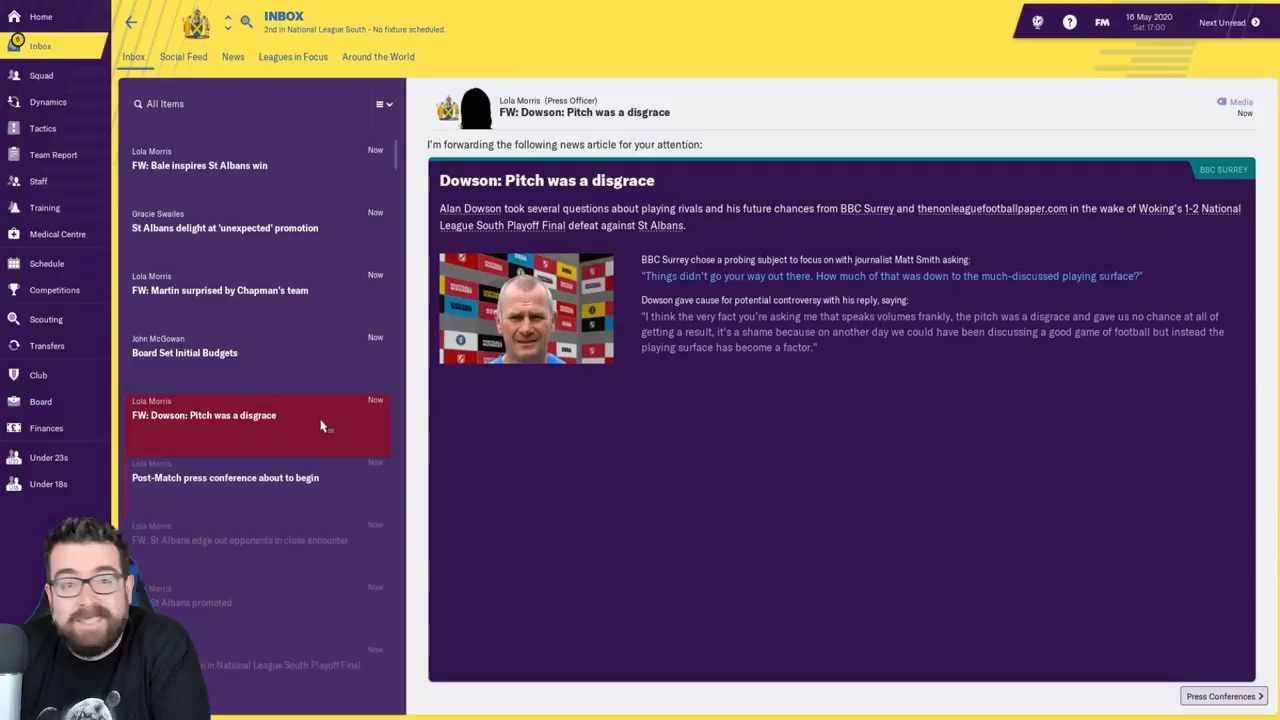 Home
Inbox
Squad
Dynamics
Tactics
Team Report
Staff
Training
Medical Centre
Schedule
Competitions
Scouting
Transfers
Club
Board
Finances
Under 23s
Under 18s
INBOX
2nd in National League South - No fixture scheduled.
FM
16 May 2020
Sat 17:00
Next Unread
Inbox
Social Feed
News
Leagues in Focus
Around the World
All Items
Lola Morris
Now
FW: Bale inspires St Albans win
Gracie Swailes
Now
St Albans delight at 'unexpected' promotion
Lola Morris
Now
FW: Martin surprised by Chapman's team
John McGowan
Now
Board Set Initial Budgets
Lola Morris
Now
FW: Dowson: Pitch was a disgrace
Lola Morris
Now
Post-Match press conference about to begin
Lola Morris
Now
FW: St Albans edge out opponents in close encounter
Morris
Now
St Albans promoted
Now
in National League South Playoff Final
Lola Morris (Press Officer)
FW: Dowson: Pitch was a disgrace
Media
Now
I'm forwarding the following news article for your attention:
BBC SURREY
Dowson: Pitch was a disgrace
Alan Dowson took several questions about playing rivals and his future chances from BBC Surrey and thenonleaguefootballpaper.com in the wake of Woking's 1-2 National
League South Playoff Final defeat against St Albans.
BBC Surrey chose a probing subject to focus on with journalist Matt Smith asking:
"Things didn't go your way out there. How much of that was down to the much-discussed playing surface?"
Dowson gave cause for potential controversy with his reply, saying:
"I think the very fact you're asking me that speaks volumes frankly, the pitch was a disgrace and gave us no chance at all of
getting a result, it's a shame because on another day we could have been discussing a good game of football but instead the
playing surface has become a factor."
Press Conferences